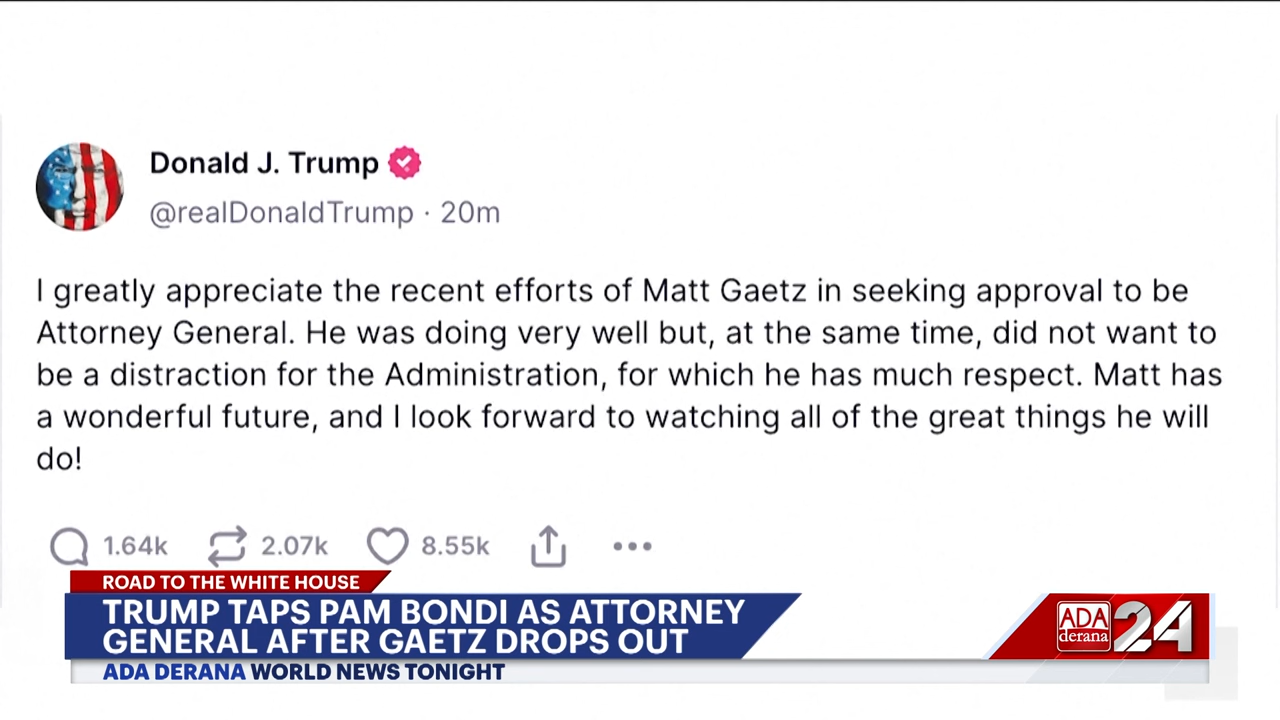 Donald J. Trump
@realDonaldTrump · 20m
I greatly appreciate the recent efforts of Matt Gaetz in seeking approval to be
Attorney General. He was doing very well but, at the same time, did not want to
be a distraction for the Administration, for which he has much respect. Matt has
a wonderful future, and I look forward to watching all of the great things he will
do!
1.64k 2.07k 8.55k
ROAD TO THE WHITE HOUSE
TRUMP TAPS PAM BONDI AS ATTORNEY
GENERAL AFTER GAETZ DROPS OUT
ADA DERANA WORLD NEWS TONIGHT
ADA
derana
24